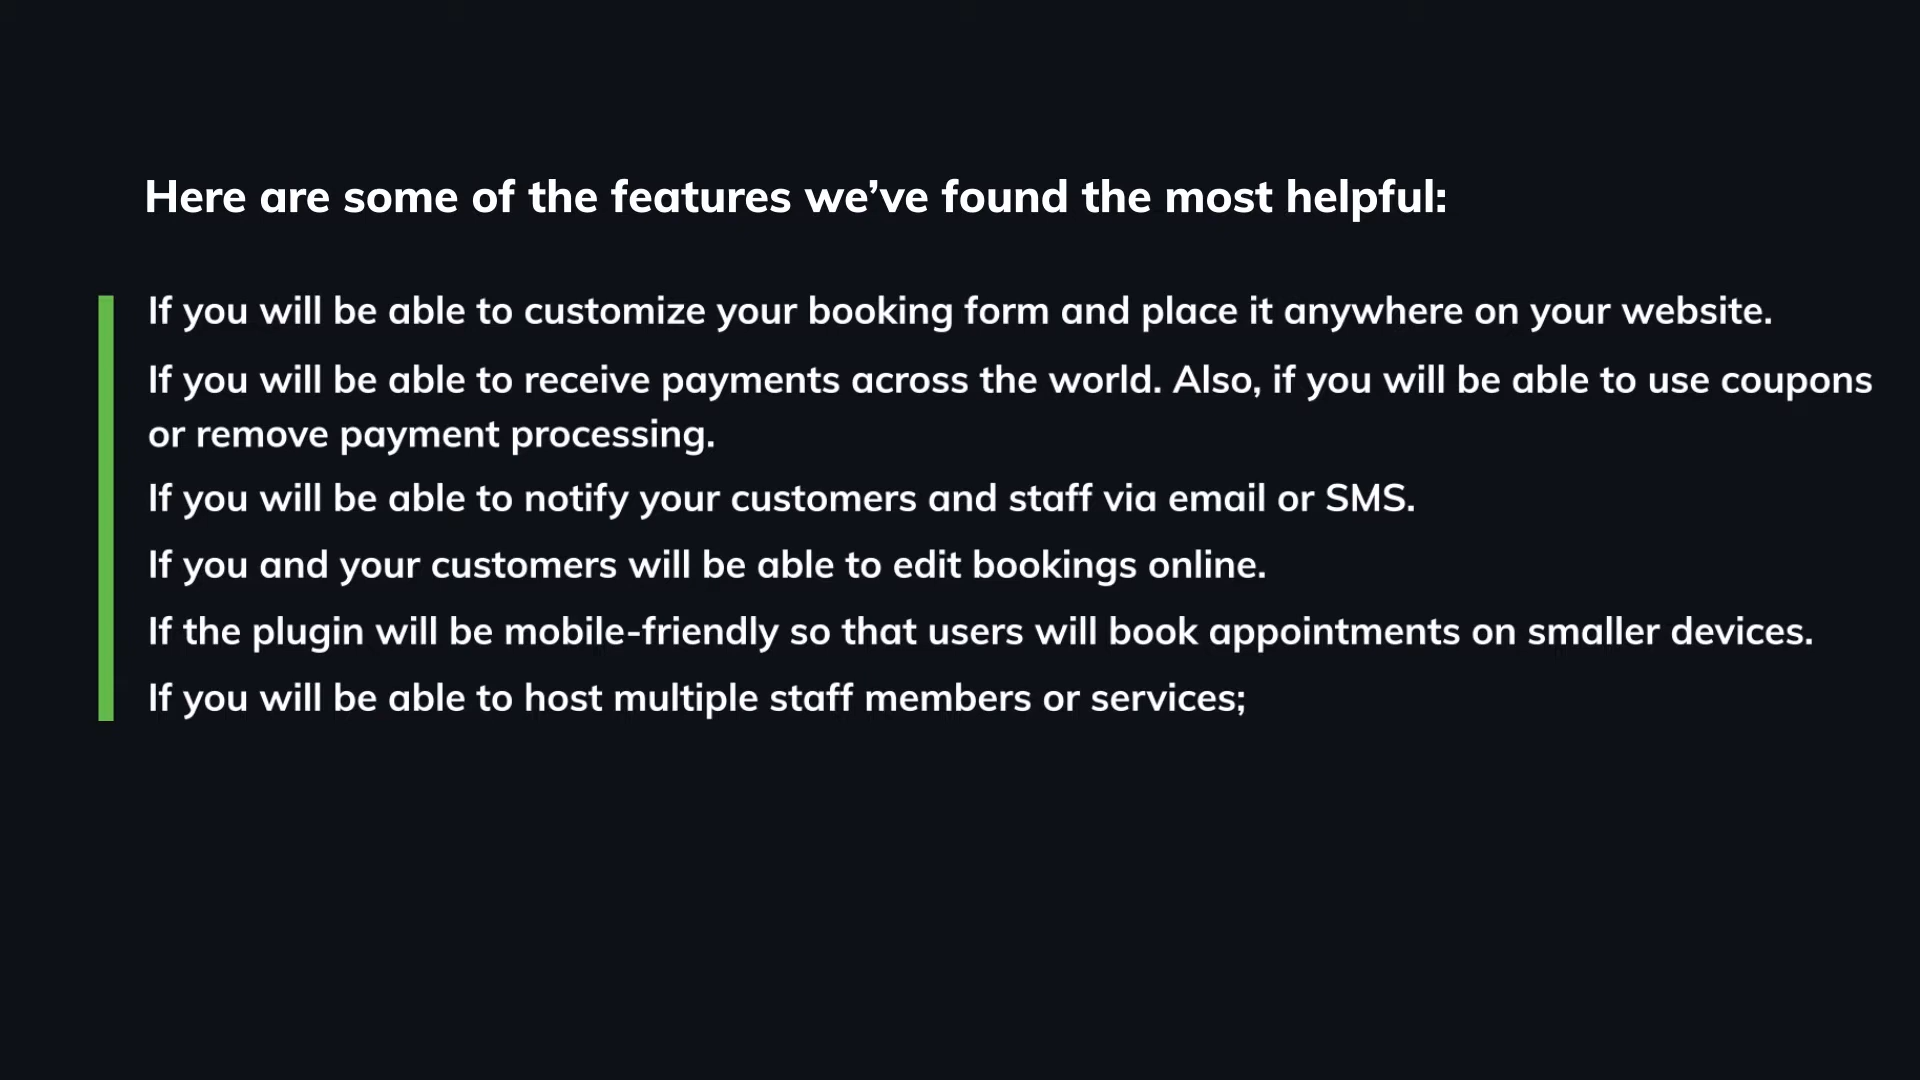 Here are some of the features we’ve found the most helpful:
If you will be able to customize your booking form and place it anywhere on your website.
If you will be able to receive payments across the world. Also, if you will be able to use coupons
or remove payment processing.
If you will be able to notify your customers and staff via email or SMS.
If you and your customers will be able to edit bookings online.
If the plugin will be mobile-friendly so that users will book appointments on smaller devices.
If you will be able to host multiple staff members or services;